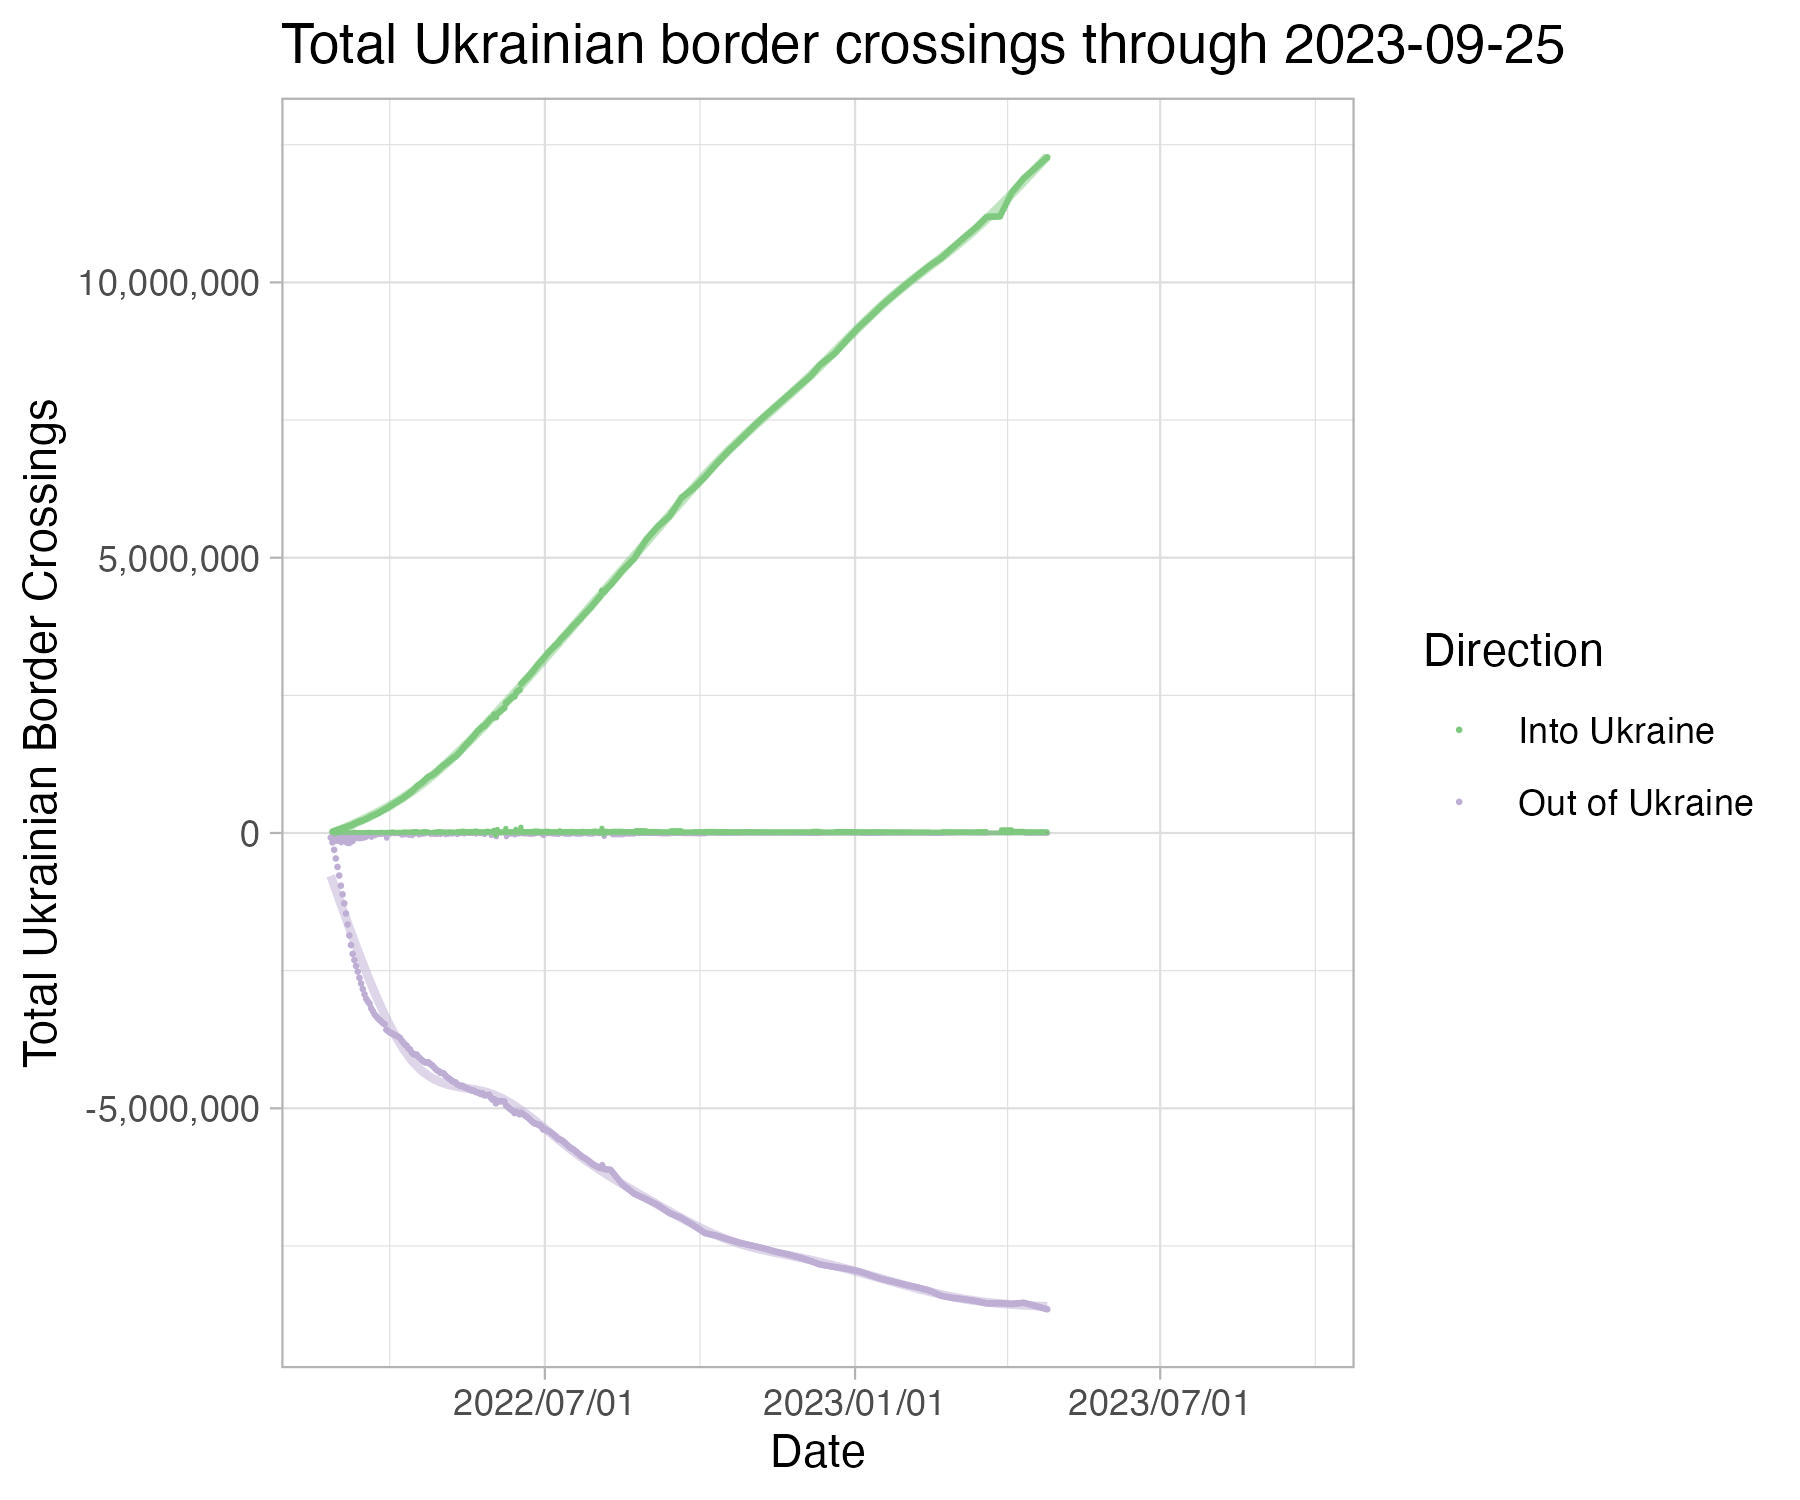 Total Ukrainian border crossings through 2023-09-25
Total Ukrainian Border Crossings
10,000,000
5,000,000
0
-5,000,000
2022/07/01
2023/01/01
2023/07/01
Date
Direction
Into Ukraine
Out of Ukraine